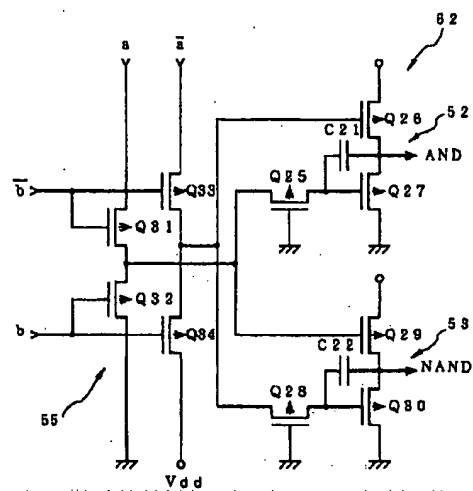 62
a
a̅
Q26
52
C21
AND
Q25
b̅
Q33
Q27
Q31
Q32
Q29
C22
53
b
Q34
NAND
Q28
Q30
55
Vdd